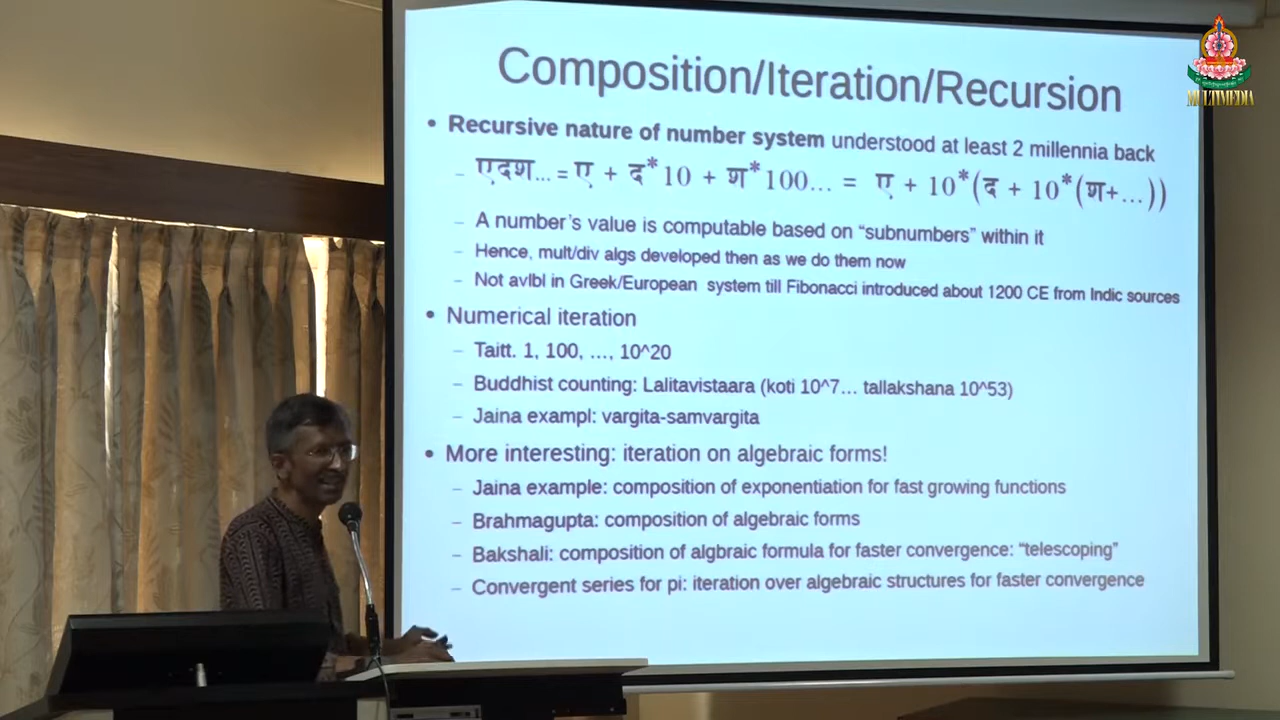 Composition/Iteration/Recursion
• Recursive nature of number system understood at least 2 millennia back
– एदश... = ए + द*10 + श*100... = ए + 10*(द + 10*(श+...))
– A number's value is computable based on “subnumbers” within it
– Hence, mult/div algs developed then as we do them now
– Not avlbl in Greek/European system till Fibonacci introduced about 1200 CE from Indic sources
• Numerical iteration
– Taitt. 1, 100, ..., 10^20
– Buddhist counting: Lalitavistaara (koti 10^7... tallakshana 10^53)
– Jaina exampl: vargita-samvargita
• More interesting: iteration on algebraic forms!
– Jaina example: composition of exponentiation for fast growing functions
– Brahmagupta: composition of algebraic forms
– Bakshali: composition of algbraic formula for faster convergence: “telescoping”
– Convergent series for pi: iteration over algebraic structures for faster convergence
MULTIMEDIA